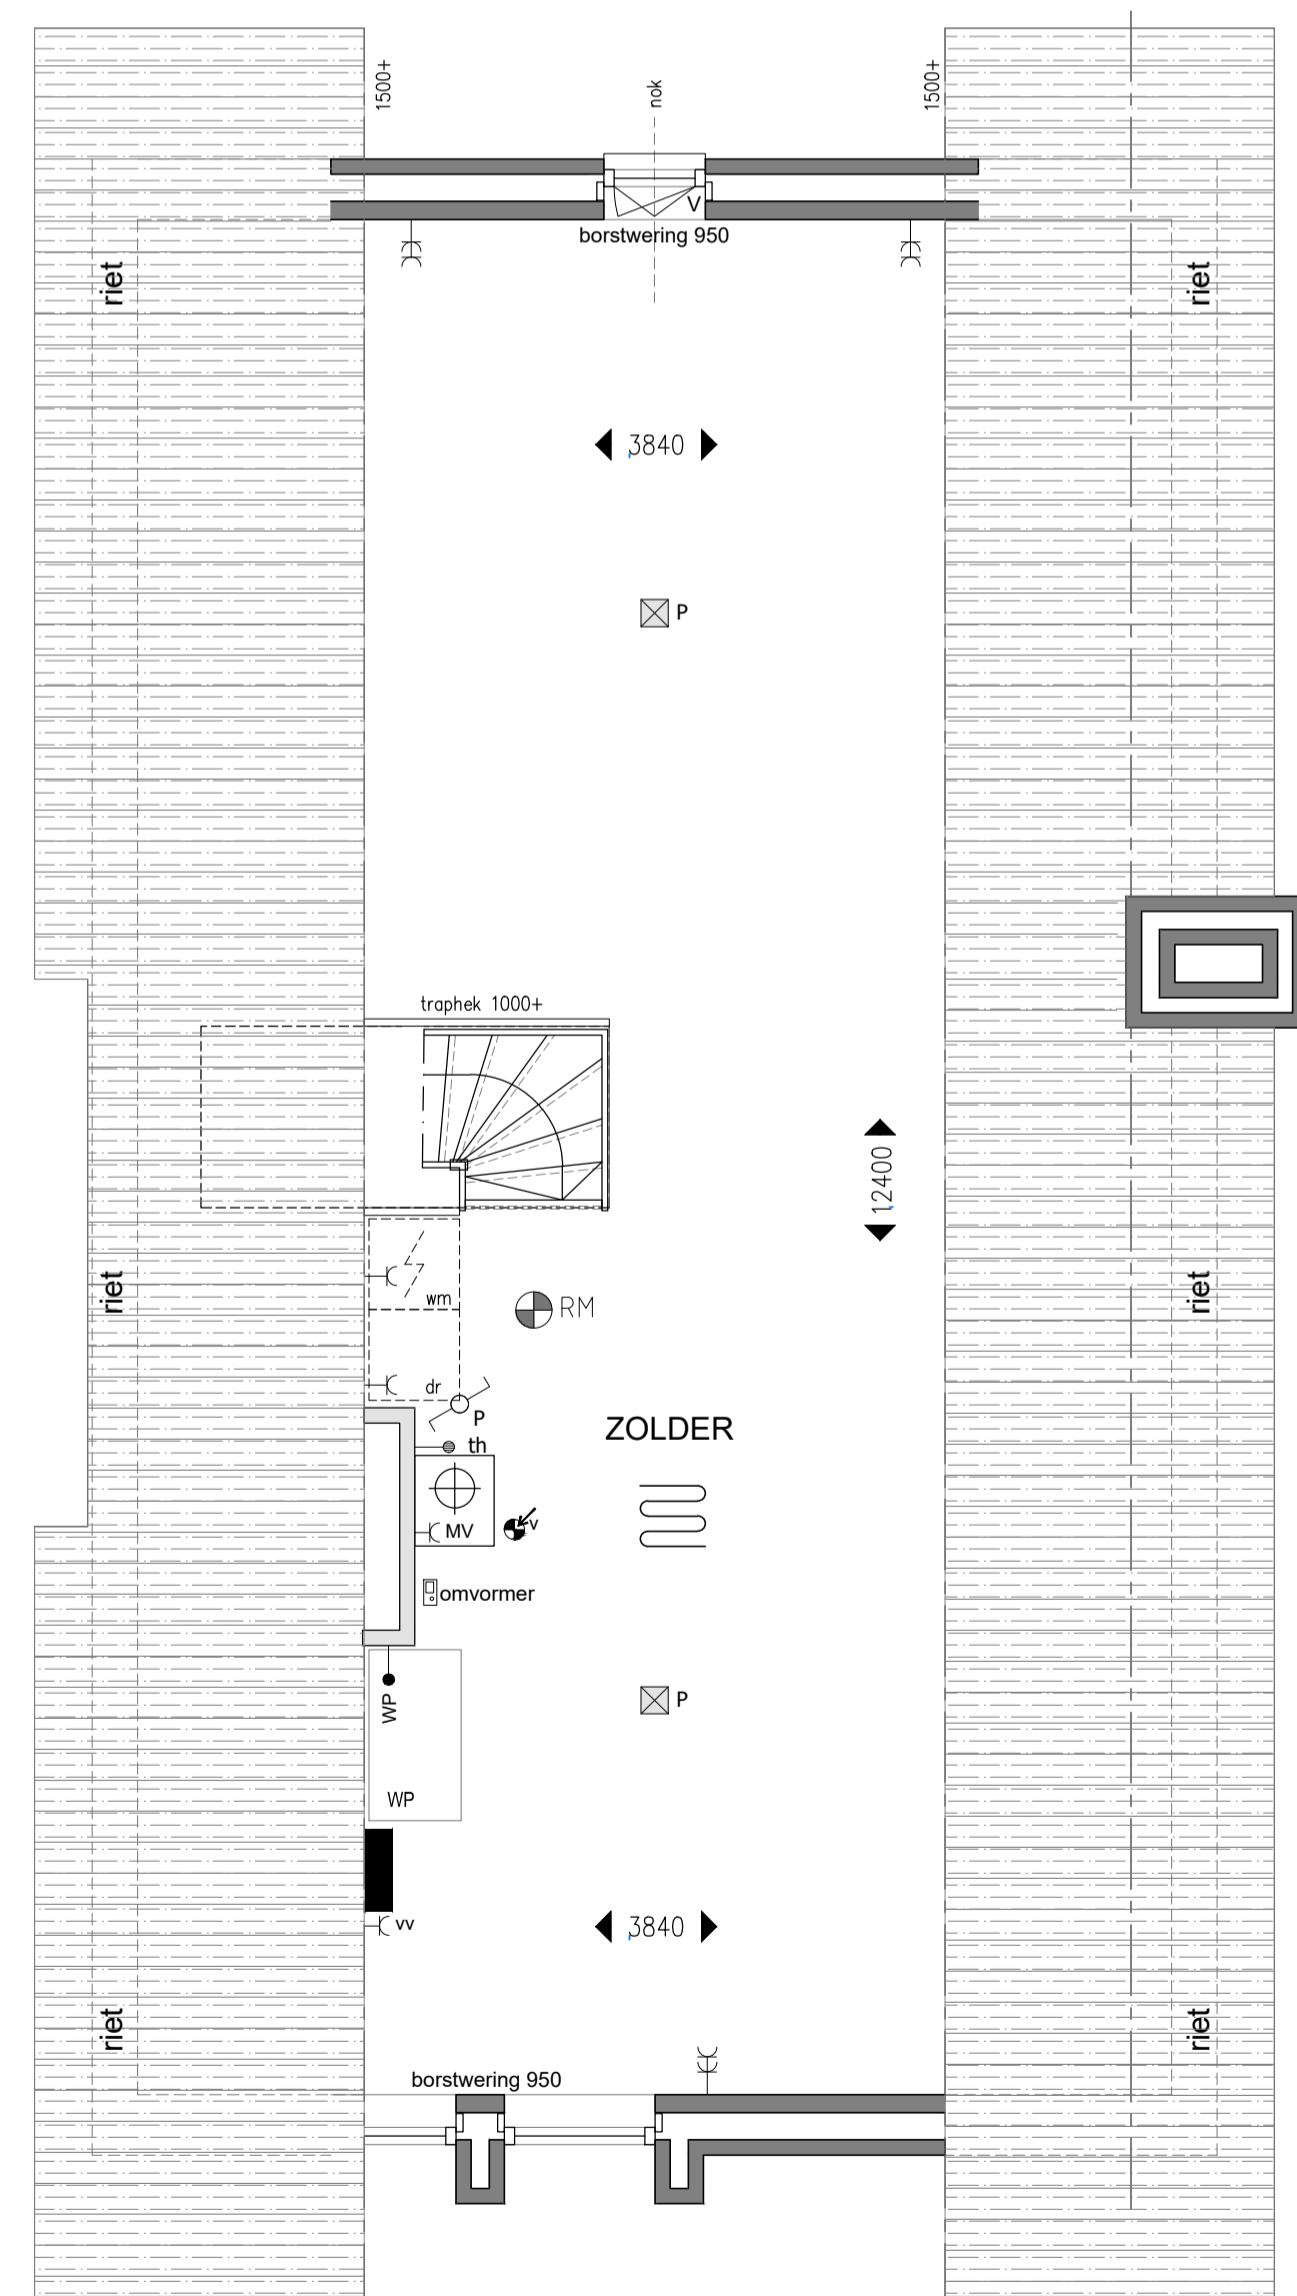 1500+
nok
1500+
V
borstwering 950
riet
riet
3840
P
traphek 1000+
12400
wm
RM
riet
riet
dr
P
th
ZOLDER
MV
v
omvormer
WP
P
WP
vv
3840
riet
riet
borstwering 950